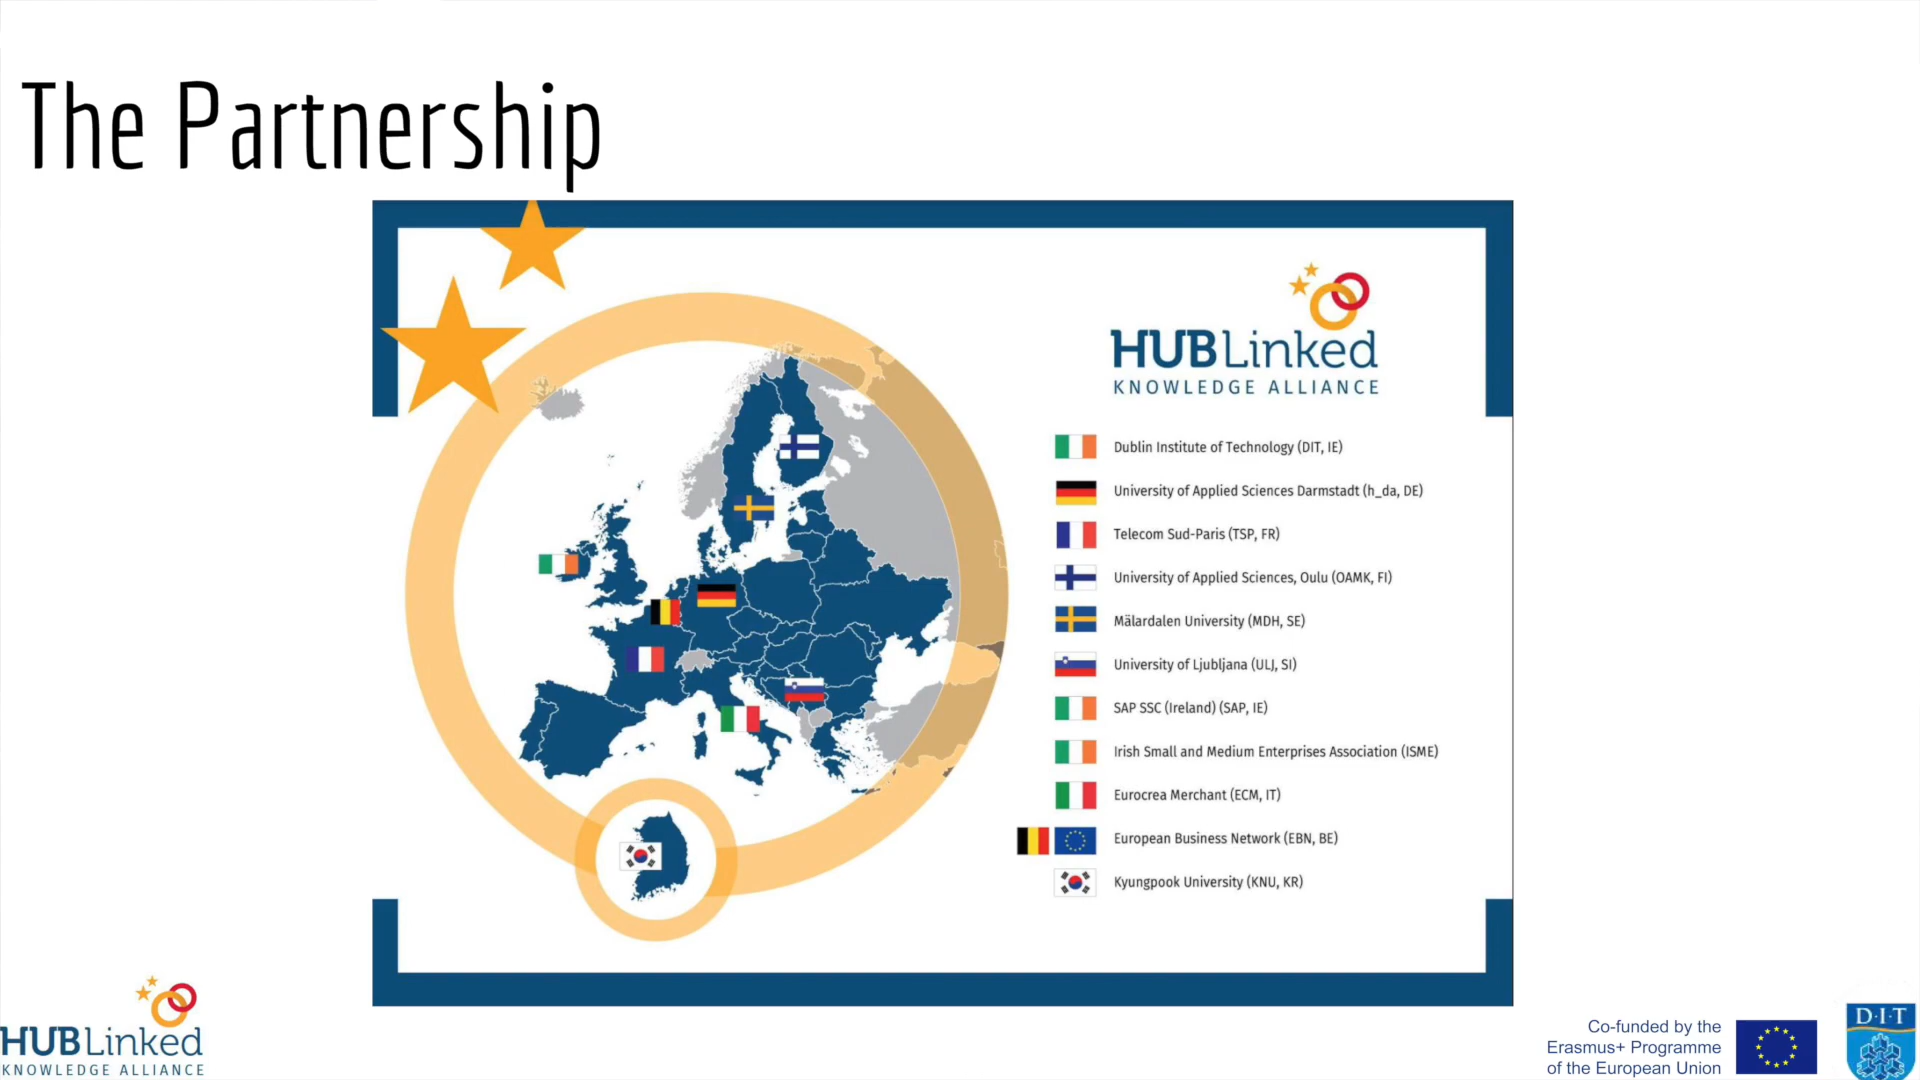 The Partnership
HUBLinked
KNOWLEDGE ALLIANCE
Dublin Institute of Technology (DIT, IE)
University of Applied Sciences Darmstadt (h_da, DE)
Telecom Sud-Paris (TSP, FR)
University of Applied Sciences, Oulu (OAMK, FI)
Mälardalen University (MDH, SE)
University of Ljubljana (ULJ, SI)
SAP SSC (Ireland) (SAP, IE)
Irish Small and Medium Enterprises Association (ISME)
Eurocrea Merchant (ECM, IT)
European Business Network (EBN, BE)
Kyungpook University (KNU, KR)
HUBLinked
KNOWLEDGE ALLIANCE
Co-funded by the
Erasmus+ Programme
of the European Union
D·I·T